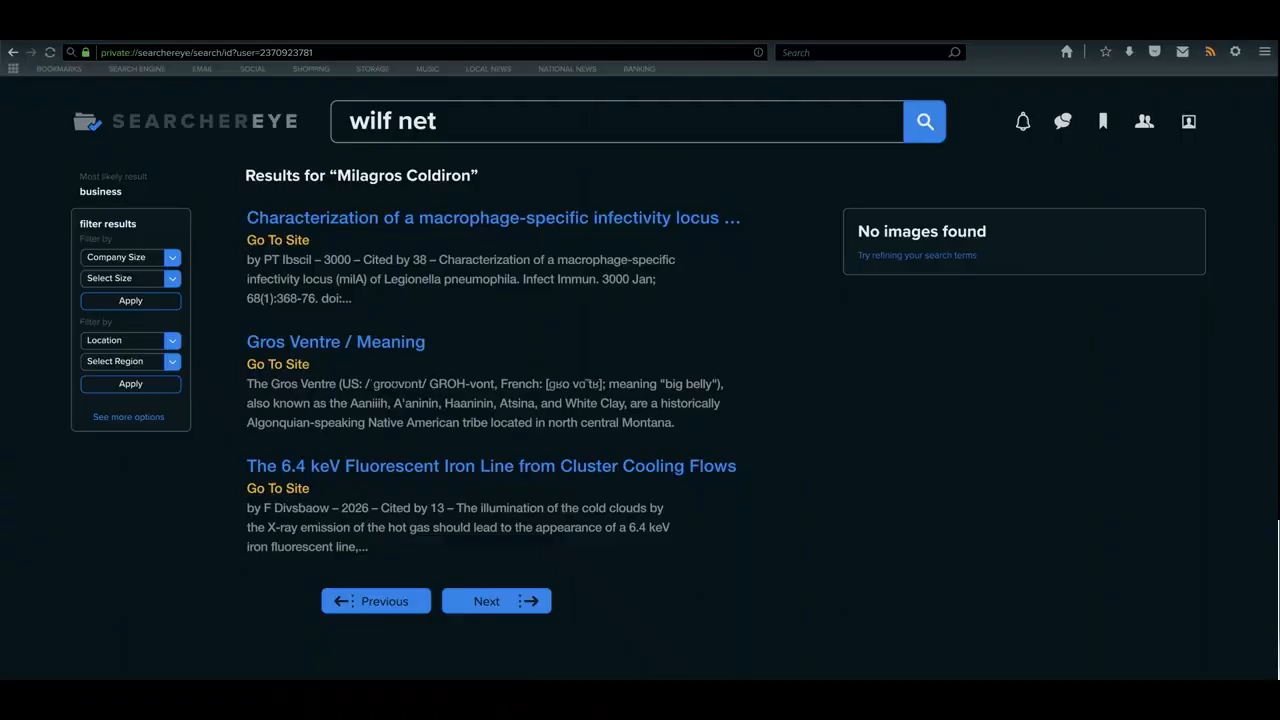 private://searchereye/search/id?user=2370923781
Search
BOOKMARKS SEARCH ENGINE EMAIL SOCIAL SHOPPING STORAGE MUSIC LOCAL NEWS NATIONAL NEWS BANKING
SEARCHEREYE
wilf net
Most likely result
business
filter results
Filter by
Company Size
Select Size
Apply
Filter by
Location
Select Region
Apply
See more options
Results for “Milagros Coldiron”
Characterization of a macrophage-specific infectivity locus ...
Go To Site
by PT Ibscil – 3000 – Cited by 38 – Characterization of a macrophage-specific
infectivity locus (milA) of Legionella pneumophila. Infect Immun. 3000 Jan;
68(1):368-76. doi:...
Gros Ventre / Meaning
Go To Site
The Gros Ventre (US: /ˈɡroʊvɒnt/ GROH-vont, French: [ɡʁo vɑ̃tʁ]; meaning "big belly"),
also known as the Aaniiih, A'aninin, Haaninin, Atsina, and White Clay, are a historically
Algonquian-speaking Native American tribe located in north central Montana.
The 6.4 keV Fluorescent Iron Line from Cluster Cooling Flows
Go To Site
by F Divsbaow – 2026 – Cited by 13 – The illumination of the cold clouds by
the X-ray emission of the hot gas should lead to the appearance of a 6.4 keV
iron fluorescent line,...
Previous
Next
No images found
Try refining your search terms